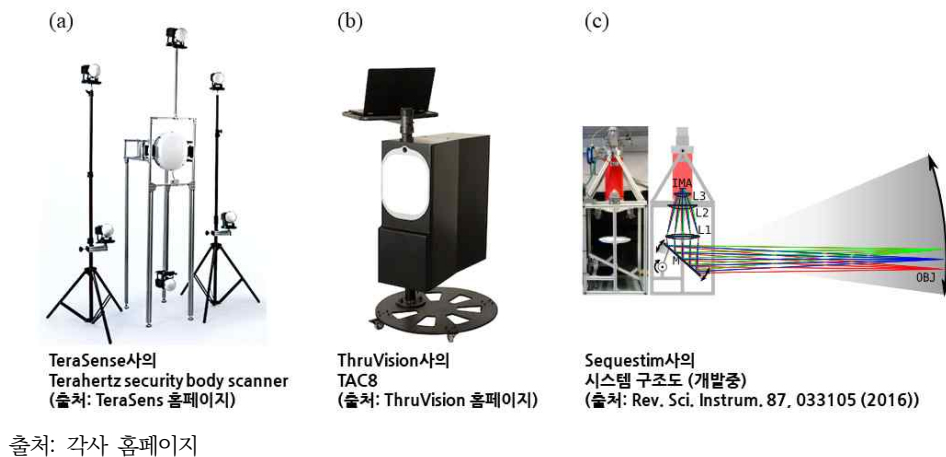 (a)
(b)
(c)
IMA
L3
L2
L1
M
OBJ
TeraSense사의
Terahertz security body scanner
(출처: TeraSens 홈페이지)
ThruVision사의
TAC8
(출처: ThruVision 홈페이지)
Sequestim사의
시스템 구조도 (개발중)
(출처: Rev. Sci. Instrum. 87, 033105 (2016))
출처: 각사 홈페이지